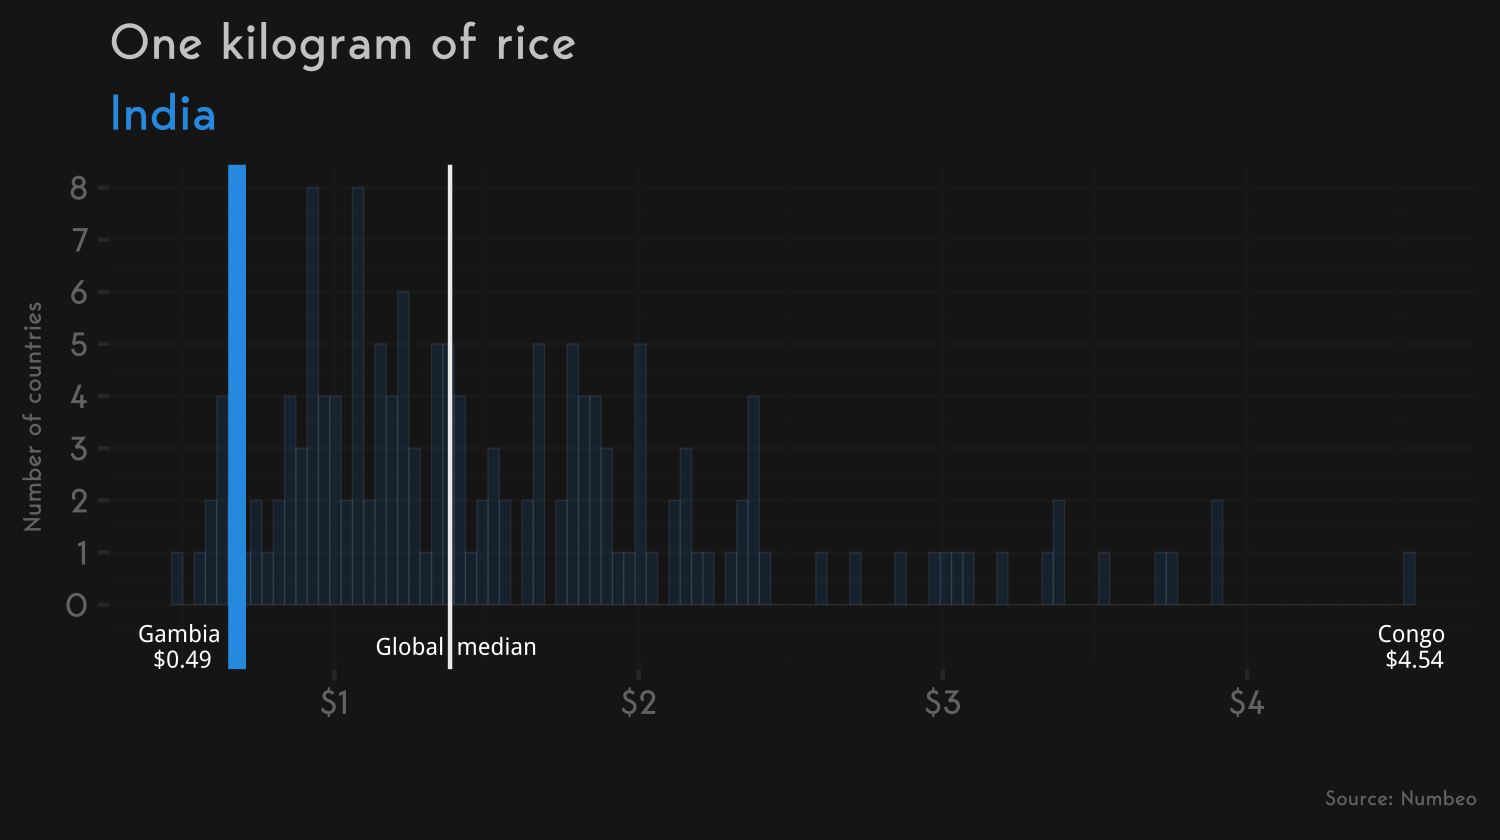 One kilogram of rice
India
Number of countries
8
7
6
5
4
3
2
1
0
Gambia
$0.49
Global median
Congo
$4.54
$1
$2
$3
$4
Source: Numbeo